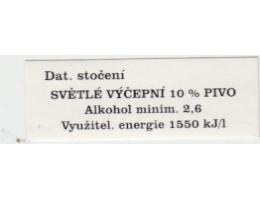 Dat. stočení
SVĚTLÉ VÝČEPNÍ 10 % PIVO
Alkohol minim. 2,6
Využitel. energie 1550 kJ/l